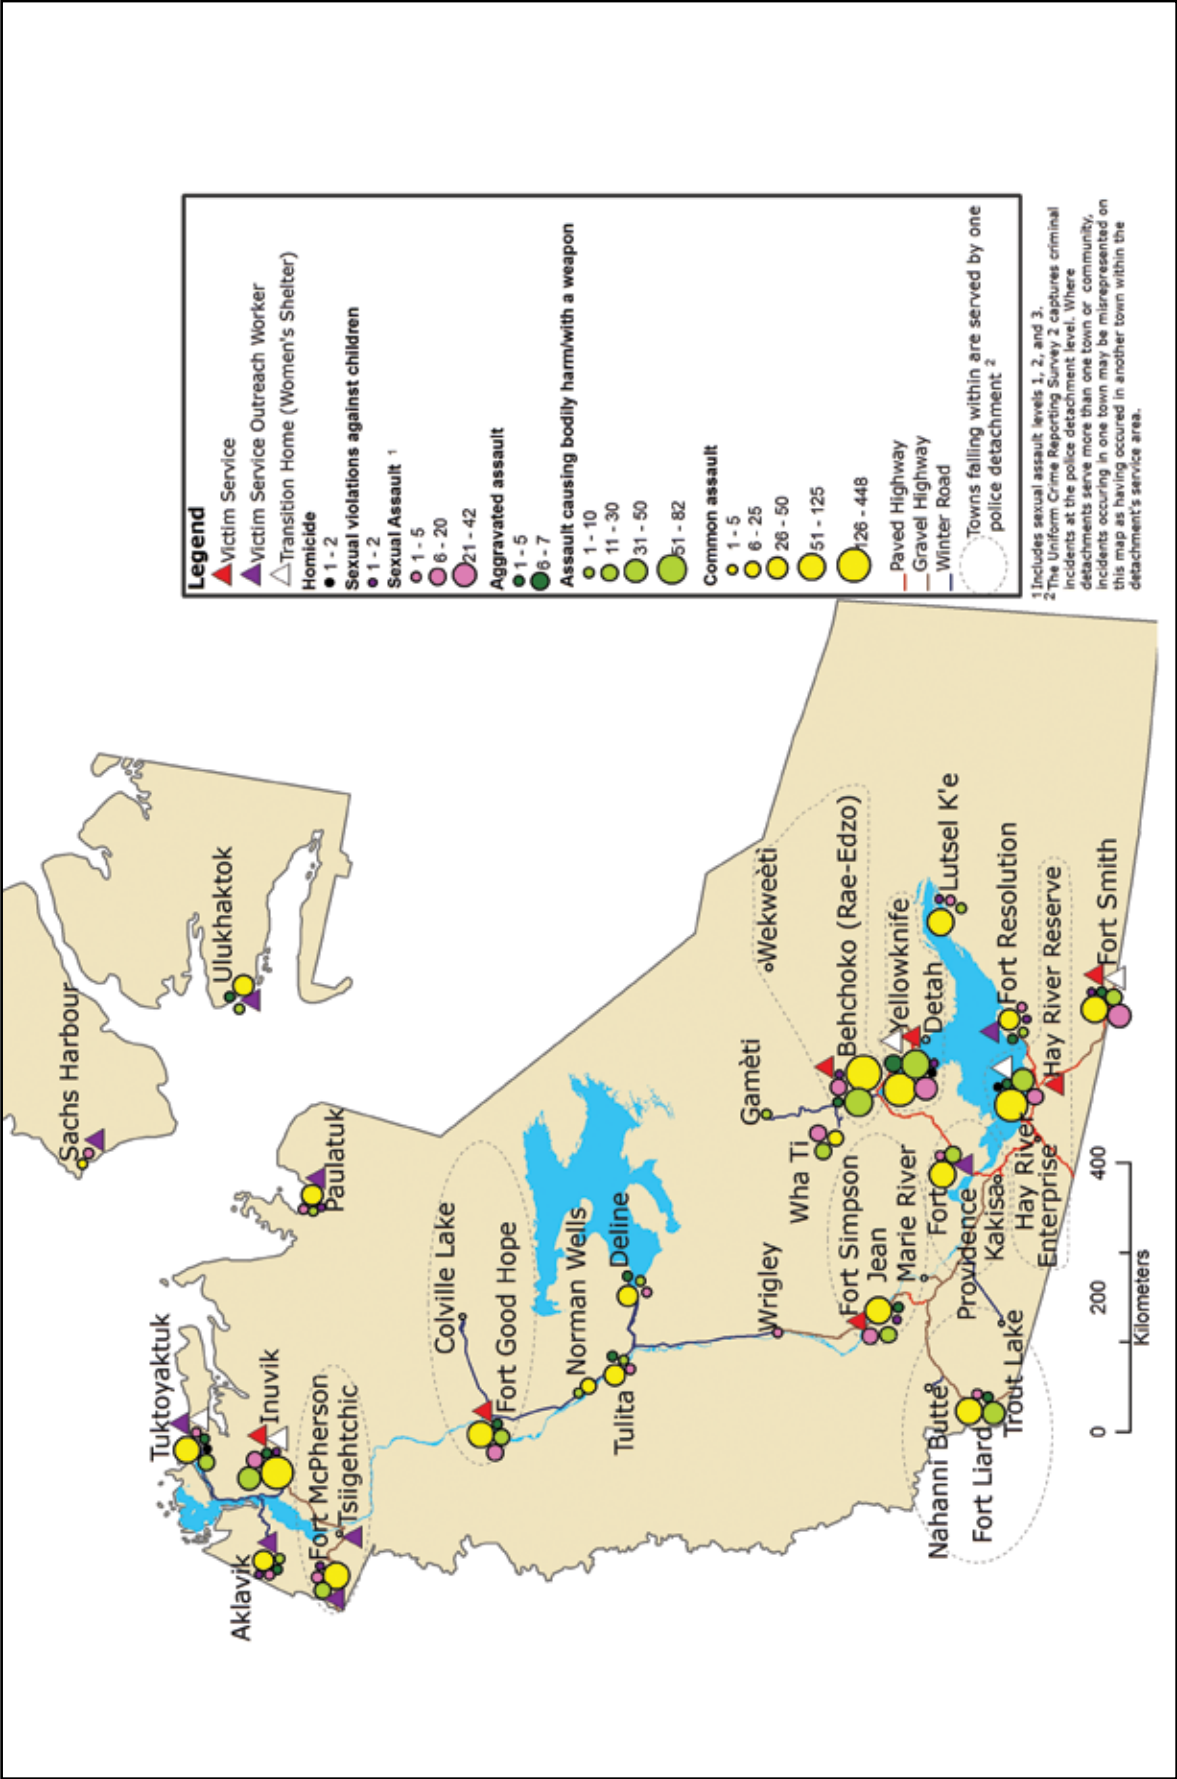 Sachs Harbour
Ulukhaktok
Paulatuk
Tuktoyaktuk
Inuvik
Aklavik
Fort McPherson
Tsiigehtchic
Colville Lake
Fort Good Hope
Norman Wells
Deline
Tulita
Wrigley
Gamèti
Wekweèti
Wha Ti
Behchoko (Rae-Edzo)
Yellowknife
Detah
Lutsel K'e
Fort Resolution
Hay River Reserve
Fort Smith
Fort Simpson
Jean
Marie River
Fort
Providence
Kakisa
Hay River
Enterprise
Trout Lake
Nahanni Butte
Fort Liard
0 200 400
Kilometers
Legend
Victim Service
Victim Service Outreach Worker
Transition Home (Women's Shelter)
Homicide
1 - 2
Sexual violations against children
1 - 2
Sexual Assault 1
1 - 5
6 - 20
21 - 42
Aggravated assault
1 - 5
6 - 7
Assault causing bodily harm/with a weapon
1 - 10
11 - 30
31 - 50
51 - 82
Common assault
1 - 5
6 - 25
26 - 50
51 - 125
126 - 448
Paved Highway
Gravel Highway
Winter Road
Towns falling within are served by one
police detachment 2
1 Includes sexual assault levels 1, 2, and 3.
2 The Uniform Crime Reporting Survey 2 captures criminal
incidents at the police detachment level. Where
detachments serve more than one town or community,
incidents occuring in one town may be misrepresented on
this map as having occured in another town within the
detachment's service area.